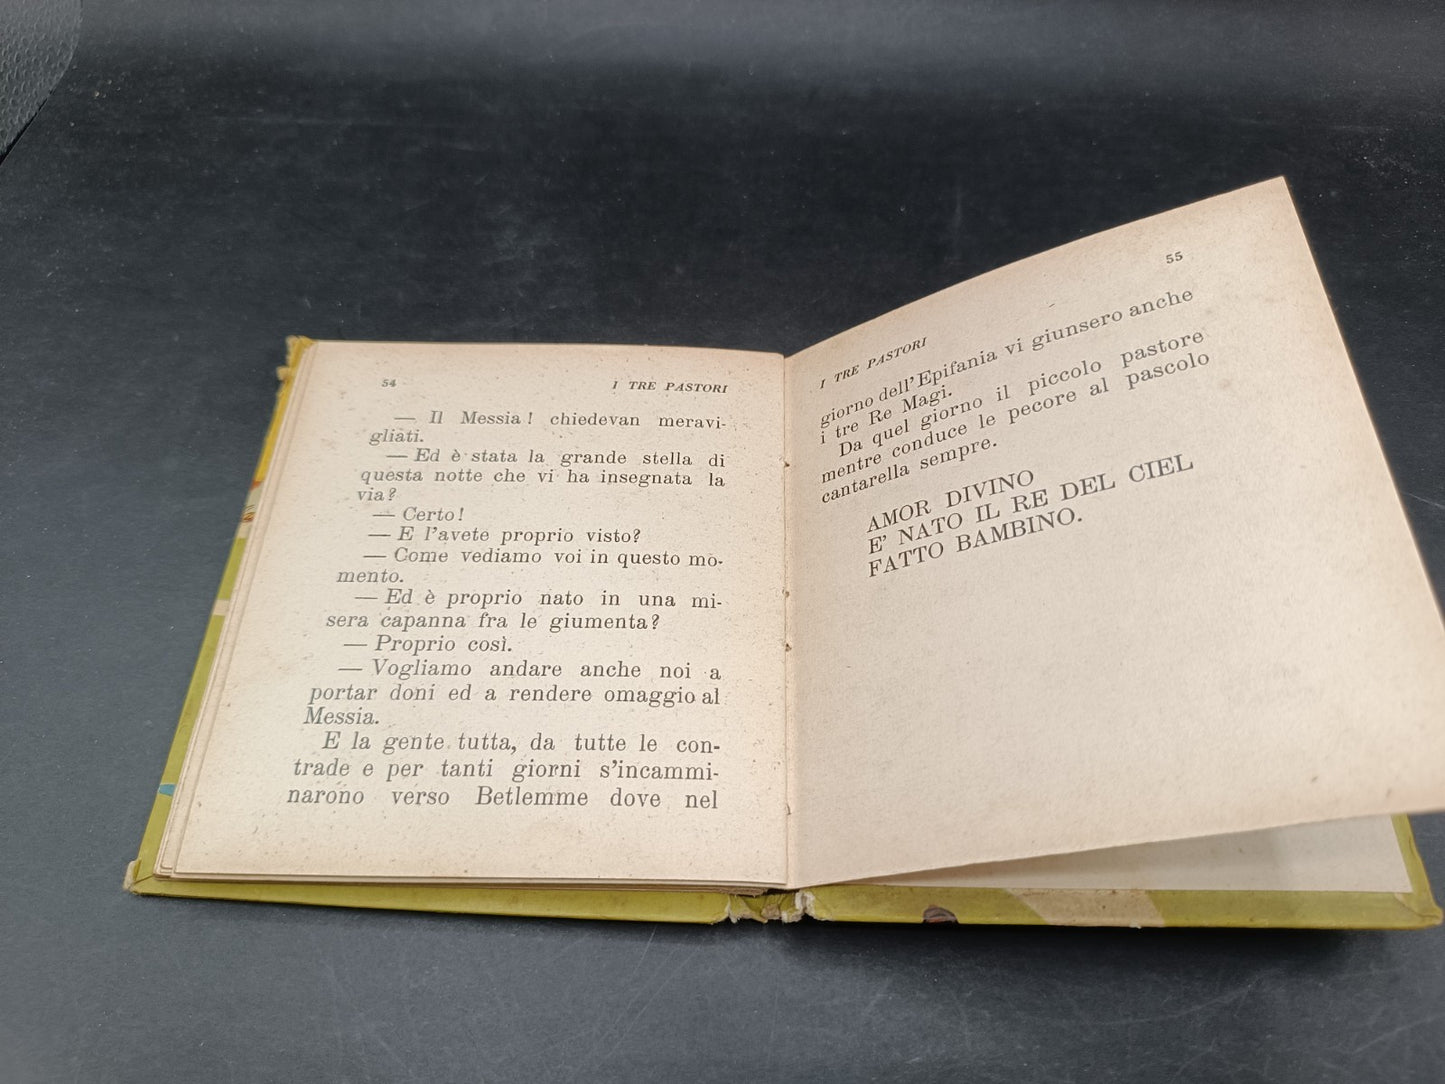 54 I TRE PASTORI
— Il Messia! chiedevan meravi-
gliati.
— Ed è stata la grande stella di
questa notte che vi ha insegnata la
via?
— Certo!
— E l'avete proprio visto?
— Come vediamo voi in questo mo-
mento.
— Ed è proprio nato in una mi-
sera capanna fra le giumenta?
— Proprio così.
— Vogliamo andare anche noi a
portar doni ed a rendere omaggio al
Messia.
E la gente tutta, da tutte le con-
trade e per tanti giorni s'incammi-
narono verso Betlemme dove nel
I TRE PASTORI 55
giorno dell'Epifania vi giunsero anche
i tre Re Magi.
Da quel giorno il piccolo pastore
mentre conduce le pecore al pascolo
cantarella sempre.
AMOR DIVINO
E' NATO IL RE DEL CIEL
FATTO BAMBINO.